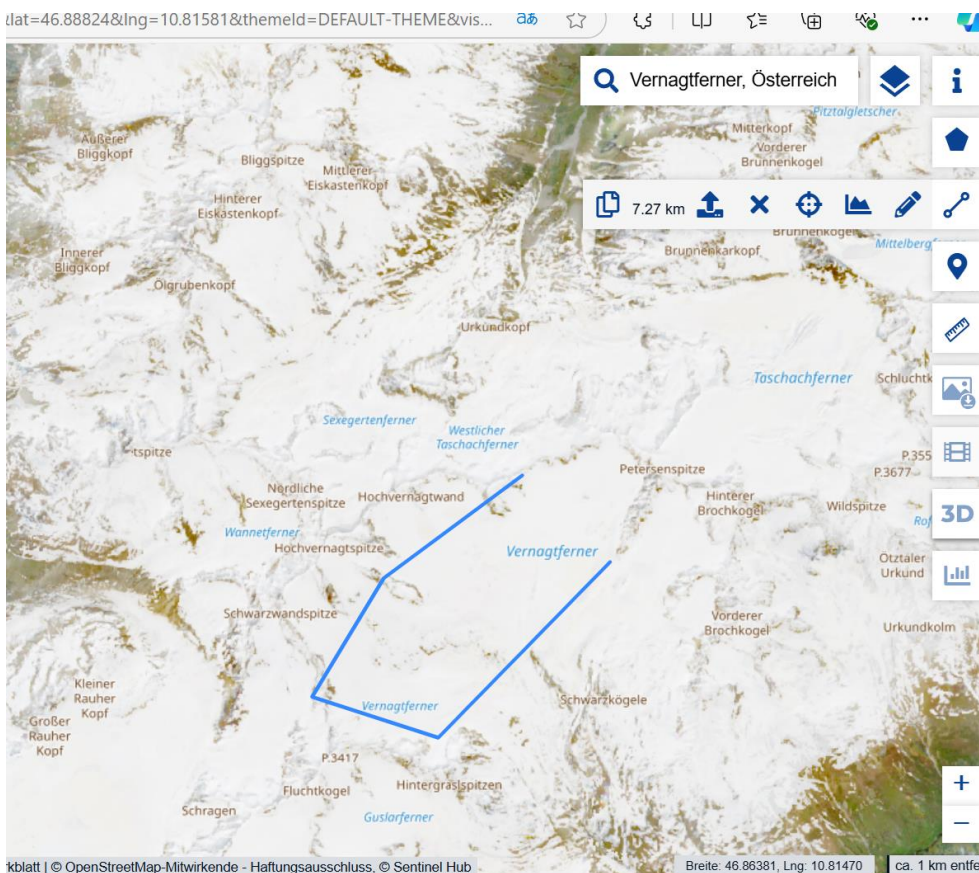 :lat=46.88824&lng=10.81581&themeId=DEFAULT-THEME&vis...
Vernagtferner, Österreich
Pitztalgletscher
Mitterkopf
Vorderer
Brunnenkogel
Äußerer
Bliggkopf
Bliggspitze
Mittlerer
Eiskastenkopf
Hinterer
Eiskastenkopf
7.27 km
Brunnenkogel
Brunnenkarkopf
Mittelberg
Innerer
Bliggkopf
Ölgrubenkopf
Urkundkopf
Taschachferner
Schluchtk
Sexegertenferner
Westlicher
Taschachferner
tspitze
P.355
P.3677
Petersenspitze
Nördliche
Sexegertenspitze
Hochvernagtwand
Hinterer
Brochkogel
Wildspitze
Rof
3D
Wannetferner
Hochvernagtspitze
Vernagtferner
Ötztaler
Urkund
Schwarzwandspitze
Vorderer
Brochkogel
Urkundkolm
Kleiner
Rauher
Kopf
Großer
Rauher
Kopf
Vernagtferner
Schwarzkögele
P.3417
Fluchtkogel
Hintergraslspitzen
Schragen
Guslarferner
+
−
rkblatt | © OpenStreetMap-Mitwirkende - Haftungsausschluss, © Sentinel Hub
Breite: 46.86381, Lng: 10.81470
ca. 1 km entfe